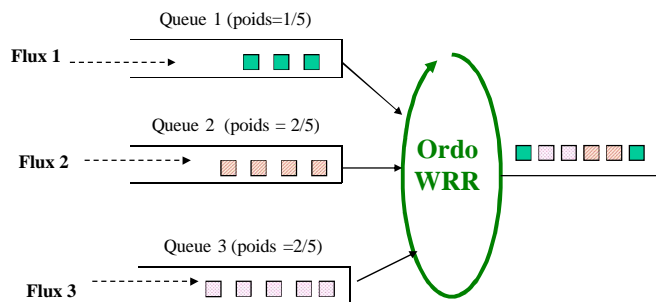 Queue 1 (poids=1/5)
Flux 1
Queue 2 (poids = 2/5)
Flux 2
Ordo
WRR
Queue 3 (poids =2/5)
Flux 3